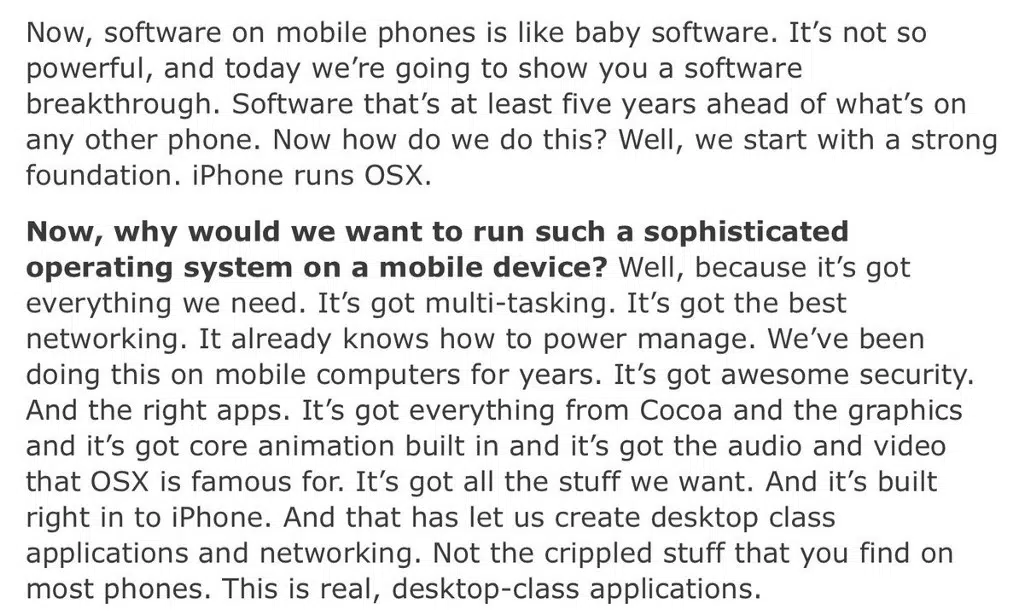 Now, software on mobile phones is like baby software. It’s not so
powerful, and today we’re going to show you a software
breakthrough. Software that’s at least five years ahead of what’s on
any other phone. Now how do we do this? Well, we start with a strong
foundation. iPhone runs OSX.
Now, why would we want to run such a sophisticated
operating system on a mobile device? Well, because it’s got
everything we need. It’s got multi-tasking. It’s got the best
networking. It already knows how to power manage. We’ve been
doing this on mobile computers for years. It’s got awesome security.
And the right apps. It’s got everything from Cocoa and the graphics
and it’s got core animation built in and it’s got the audio and video
that OSX is famous for. It’s got all the stuff we want. And it’s built
right in to iPhone. And that has let us create desktop class
applications and networking. Not the crippled stuff that you find on
most phones. This is real, desktop-class applications.